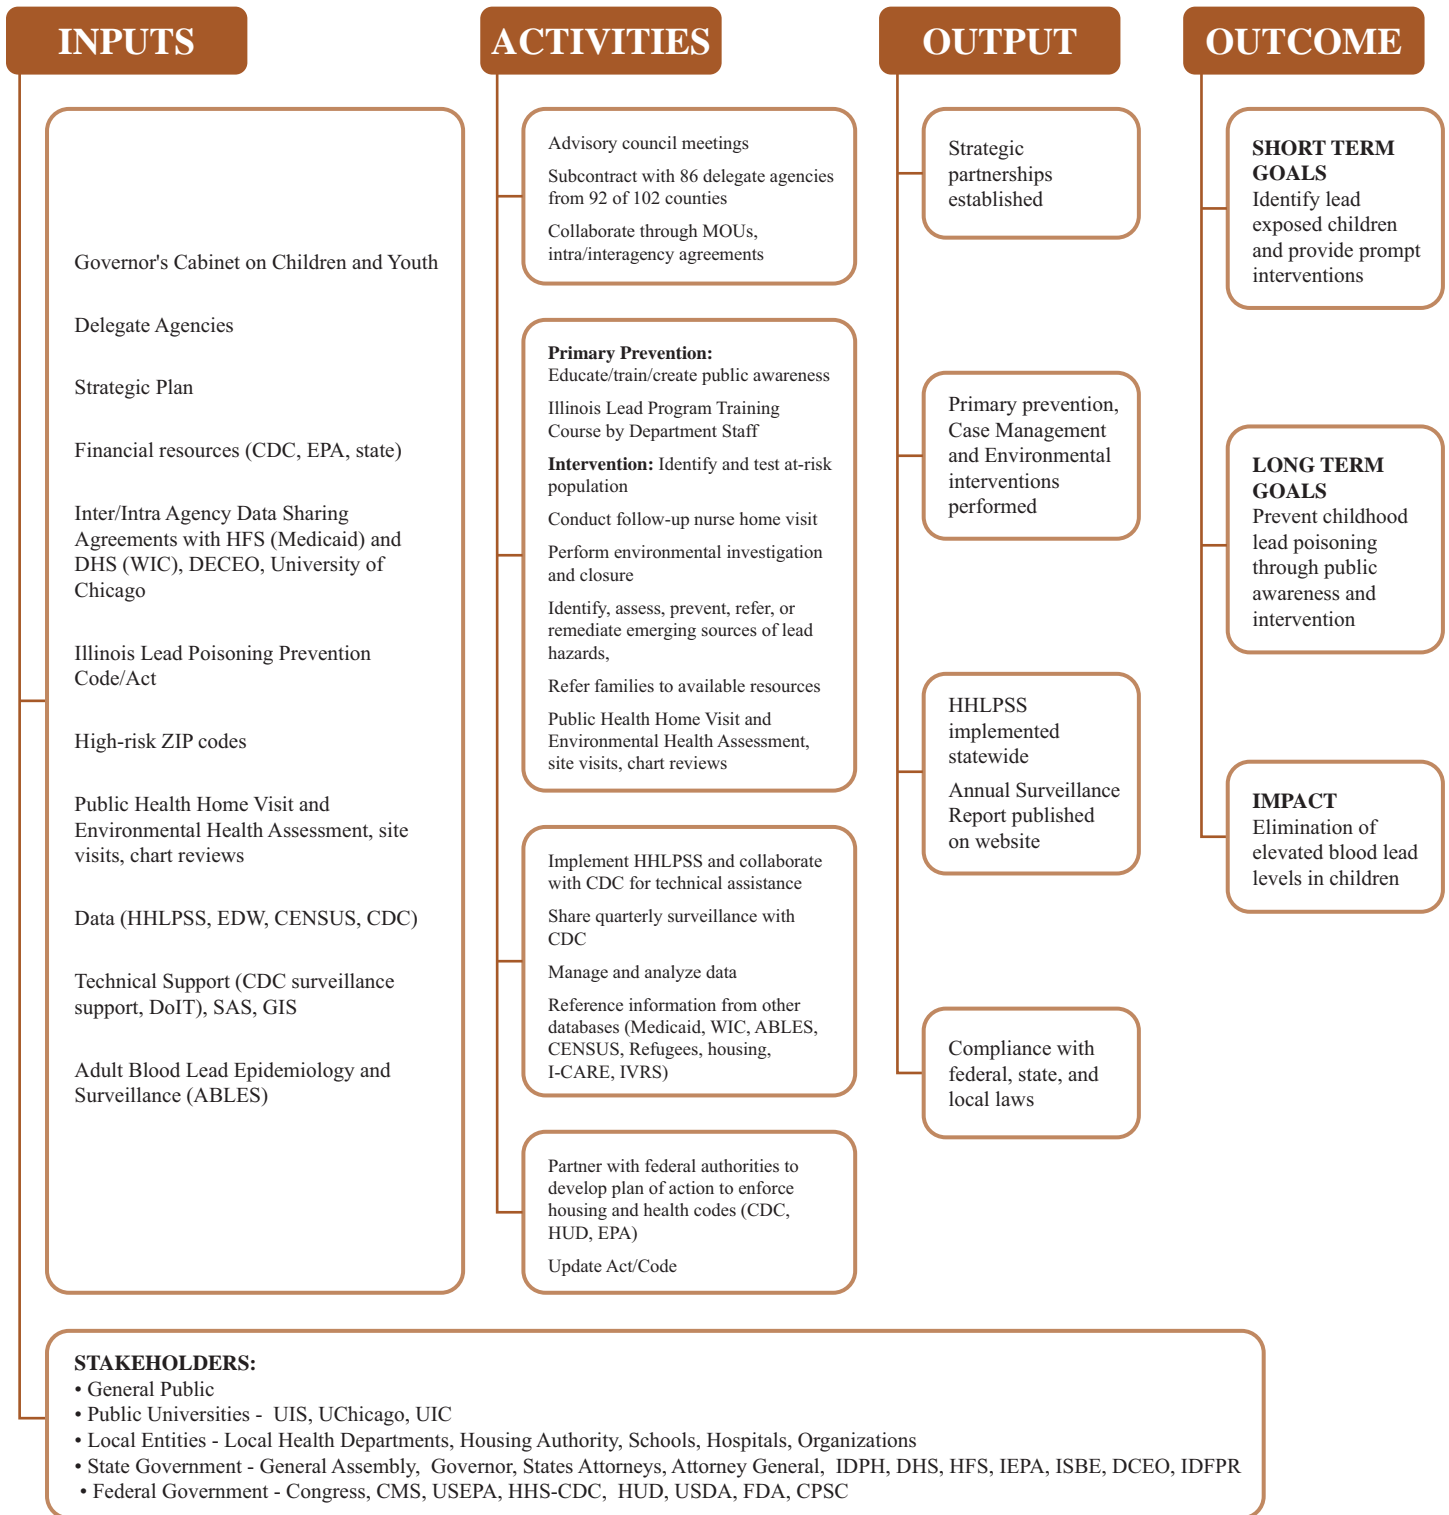 INPUTS
Governor's Cabinet on Children and Youth
Delegate Agencies
Strategic Plan
Financial resources (CDC, EPA, state)
Inter/Intra Agency Data Sharing
Agreements with HFS (Medicaid) and
DHS (WIC), DECEO, University of
Chicago
Illinois Lead Poisoning Prevention
Code/Act
High-risk ZIP codes
Public Health Home Visit and
Environmental Health Assessment, site
visits, chart reviews
Data (HHLPSS, EDW, CENSUS, CDC)
Technical Support (CDC surveillance
support, DoIT), SAS, GIS
Adult Blood Lead Epidemiology and
Surveillance (ABLES)
ACTIVITIES
Advisory council meetings
Subcontract with 86 delegate agencies
from 92 of 102 counties
Collaborate through MOUs,
intra/interagency agreements
Primary Prevention:
Educate/train/create public awareness
Illinois Lead Program Training
Course by Department Staff
Intervention: Identify and test at-risk
population
Conduct follow-up nurse home visit
Perform environmental investigation
and closure
Identify, assess, prevent, refer, or
remediate emerging sources of lead
hazards,
Refer families to available resources
Public Health Home Visit and
Environmental Health Assessment,
site visits, chart reviews
Implement HHLPSS and collaborate
with CDC for technical assistance
Share quarterly surveillance with
CDC
Manage and analyze data
Reference information from other
databases (Medicaid, WIC, ABLES,
CENSUS, Refugees, housing,
I-CARE, IVRS)
Partner with federal authorities to
develop plan of action to enforce
housing and health codes (CDC,
HUD, EPA)
Update Act/Code
OUTPUT
Strategic
partnerships
established
Primary prevention,
Case Management
and Environmental
interventions
performed
HHLPSS
implemented
statewide
Annual Surveillance
Report published
on website
Compliance with
federal, state, and
local laws
OUTCOME
SHORT TERM
GOALS
Identify lead
exposed children
and provide prompt
interventions
LONG TERM
GOALS
Prevent childhood
lead poisoning
through public
awareness and
intervention
IMPACT
Elimination of
elevated blood lead
levels in children
STAKEHOLDERS:
• General Public
• Public Universities - UIS, UChicago, UIC
• Local Entities - Local Health Departments, Housing Authority, Schools, Hospitals, Organizations
• State Government - General Assembly, Governor, States Attorneys, Attorney General, IDPH, DHS, HFS, IEPA, ISBE, DCEO, IDFPR
• Federal Government - Congress, CMS, USEPA, HHS-CDC, HUD, USDA, FDA, CPSC